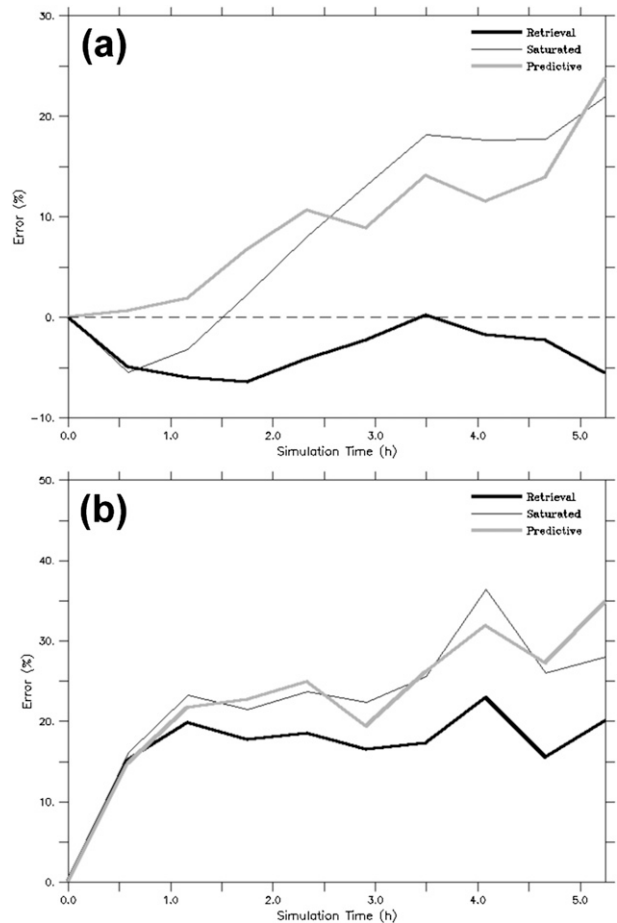 (a)
Retrieval
Saturated
Predictive
30.
20.
10.
0.
-10.
Error (%)
0.0 1.0 2.0 3.0 4.0 5.0
Simulation Time (h)
(b)
Retrieval
Saturated
Predictive
50.
40.
30.
20.
10.
0.
Error (%)
0.0 1.0 2.0 3.0 4.0 5.0
Simulation Time (h)